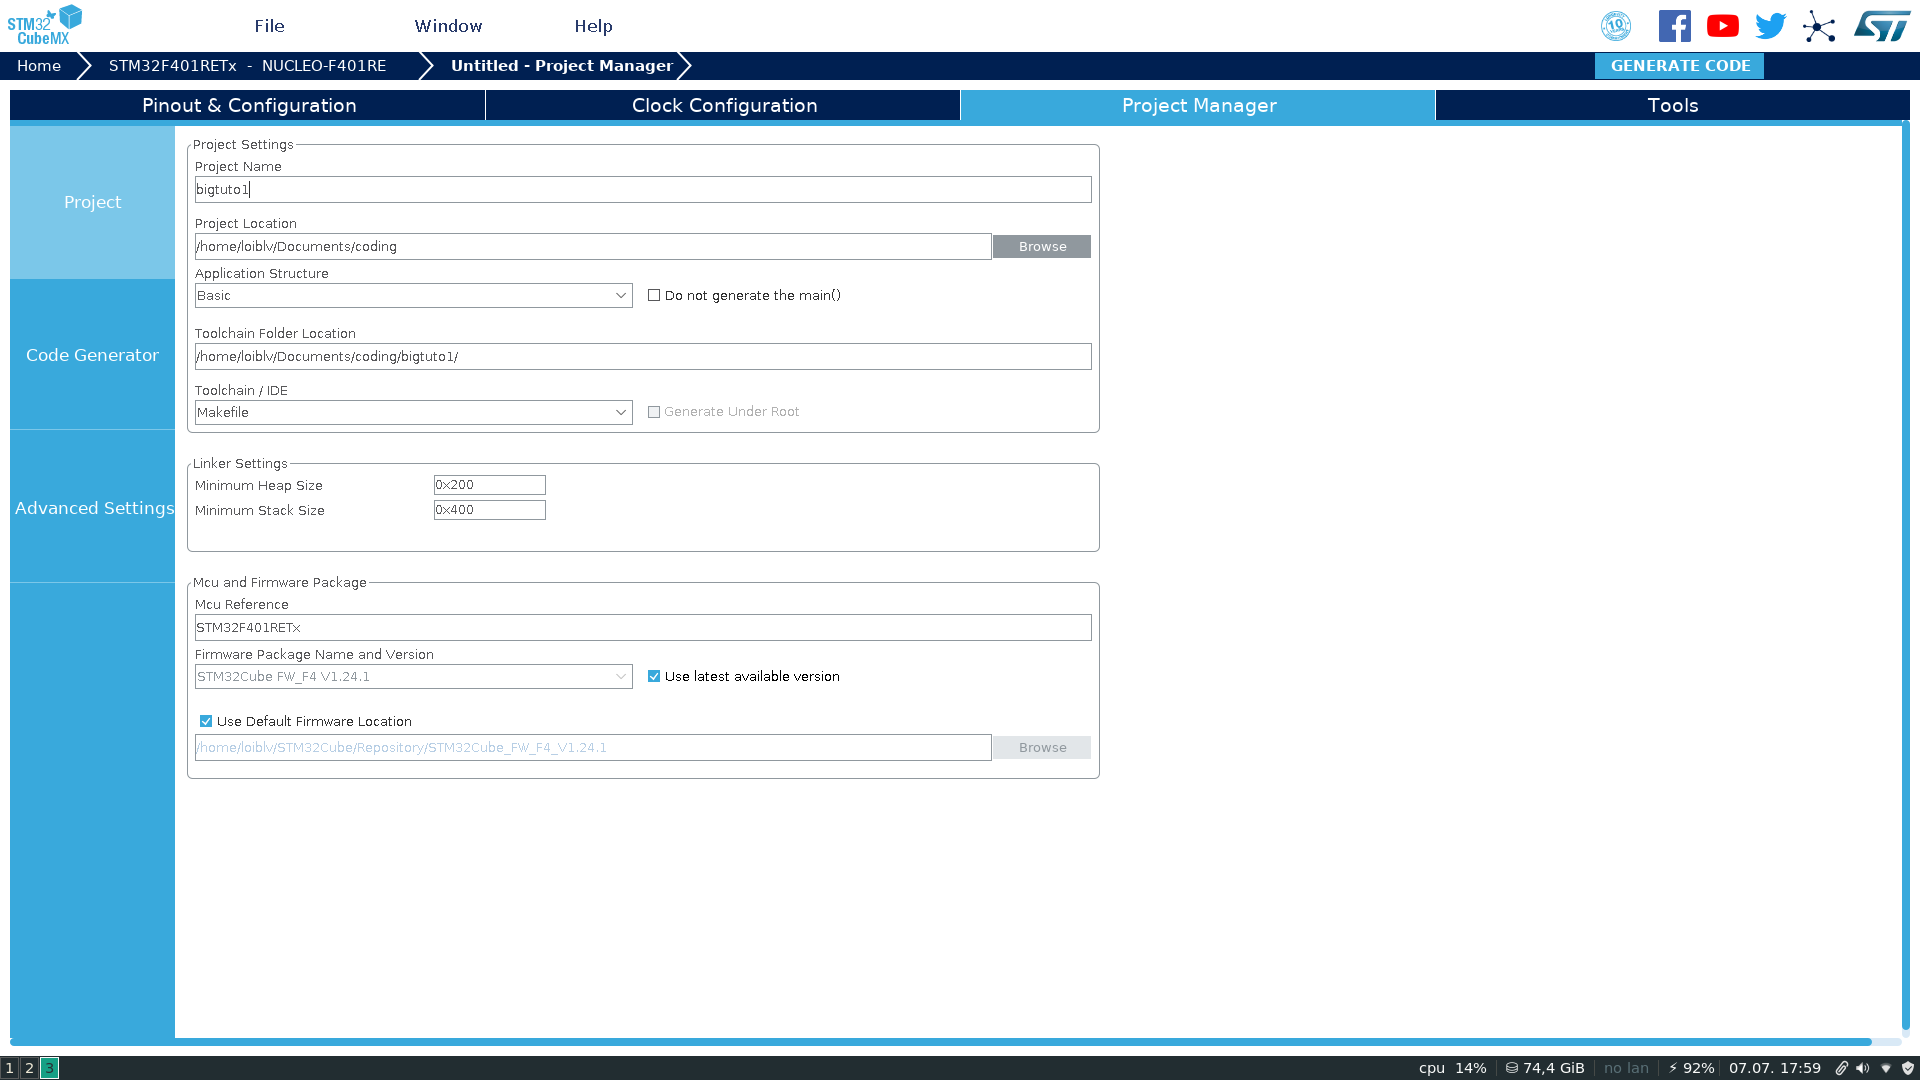 STM32
CubeMX
File Window Help
10
Home STM32F401RETx - NUCLEO-F401RE Untitled - Project Manager GENERATE CODE
Pinout & Configuration Clock Configuration Project Manager Tools
Project
Code Generator
Advanced Settings
Project Settings
Project Name
bigtuto1
Project Location
/home/loiblv/Documents/coding Browse
Application Structure
Basic Do not generate the main()
Toolchain Folder Location
/home/loiblv/Documents/coding/bigtuto1/
Toolchain / IDE
Makefile Generate Under Root
Linker Settings
Minimum Heap Size 0x200
Minimum Stack Size 0x400
Mcu and Firmware Package
Mcu Reference
STM32F401RETx
Firmware Package Name and Version
STM32Cube FW_F4 V1.24.1 Use latest available version
Use Default Firmware Location
/home/loiblv/STM32Cube/Repository/STM32Cube_FW_F4_V1.24.1 Browse
1 2 3 cpu 14% 74,4 GiB no lan ⚡ 92% 07.07. 17:59